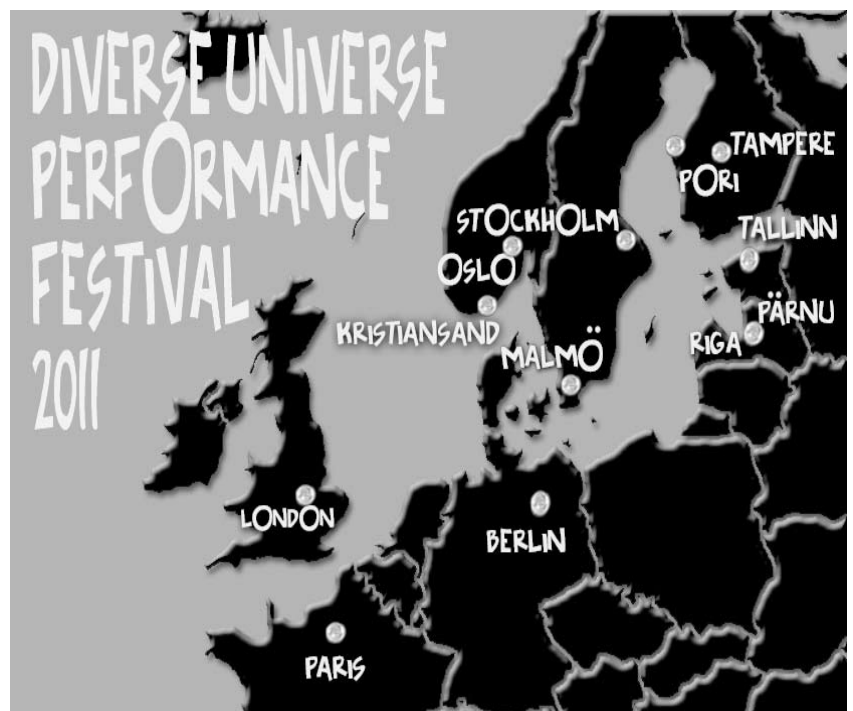 DIVERSE UNIVERSE
PERFORMANCE
FESTIVAL
2011
TAMPERE
PORI
STOCKHOLM
TALLINN
OSLO
KRISTIANSAND
PÄRNU
RIGA
MALMÖ
LONDON
BERLIN
PARIS